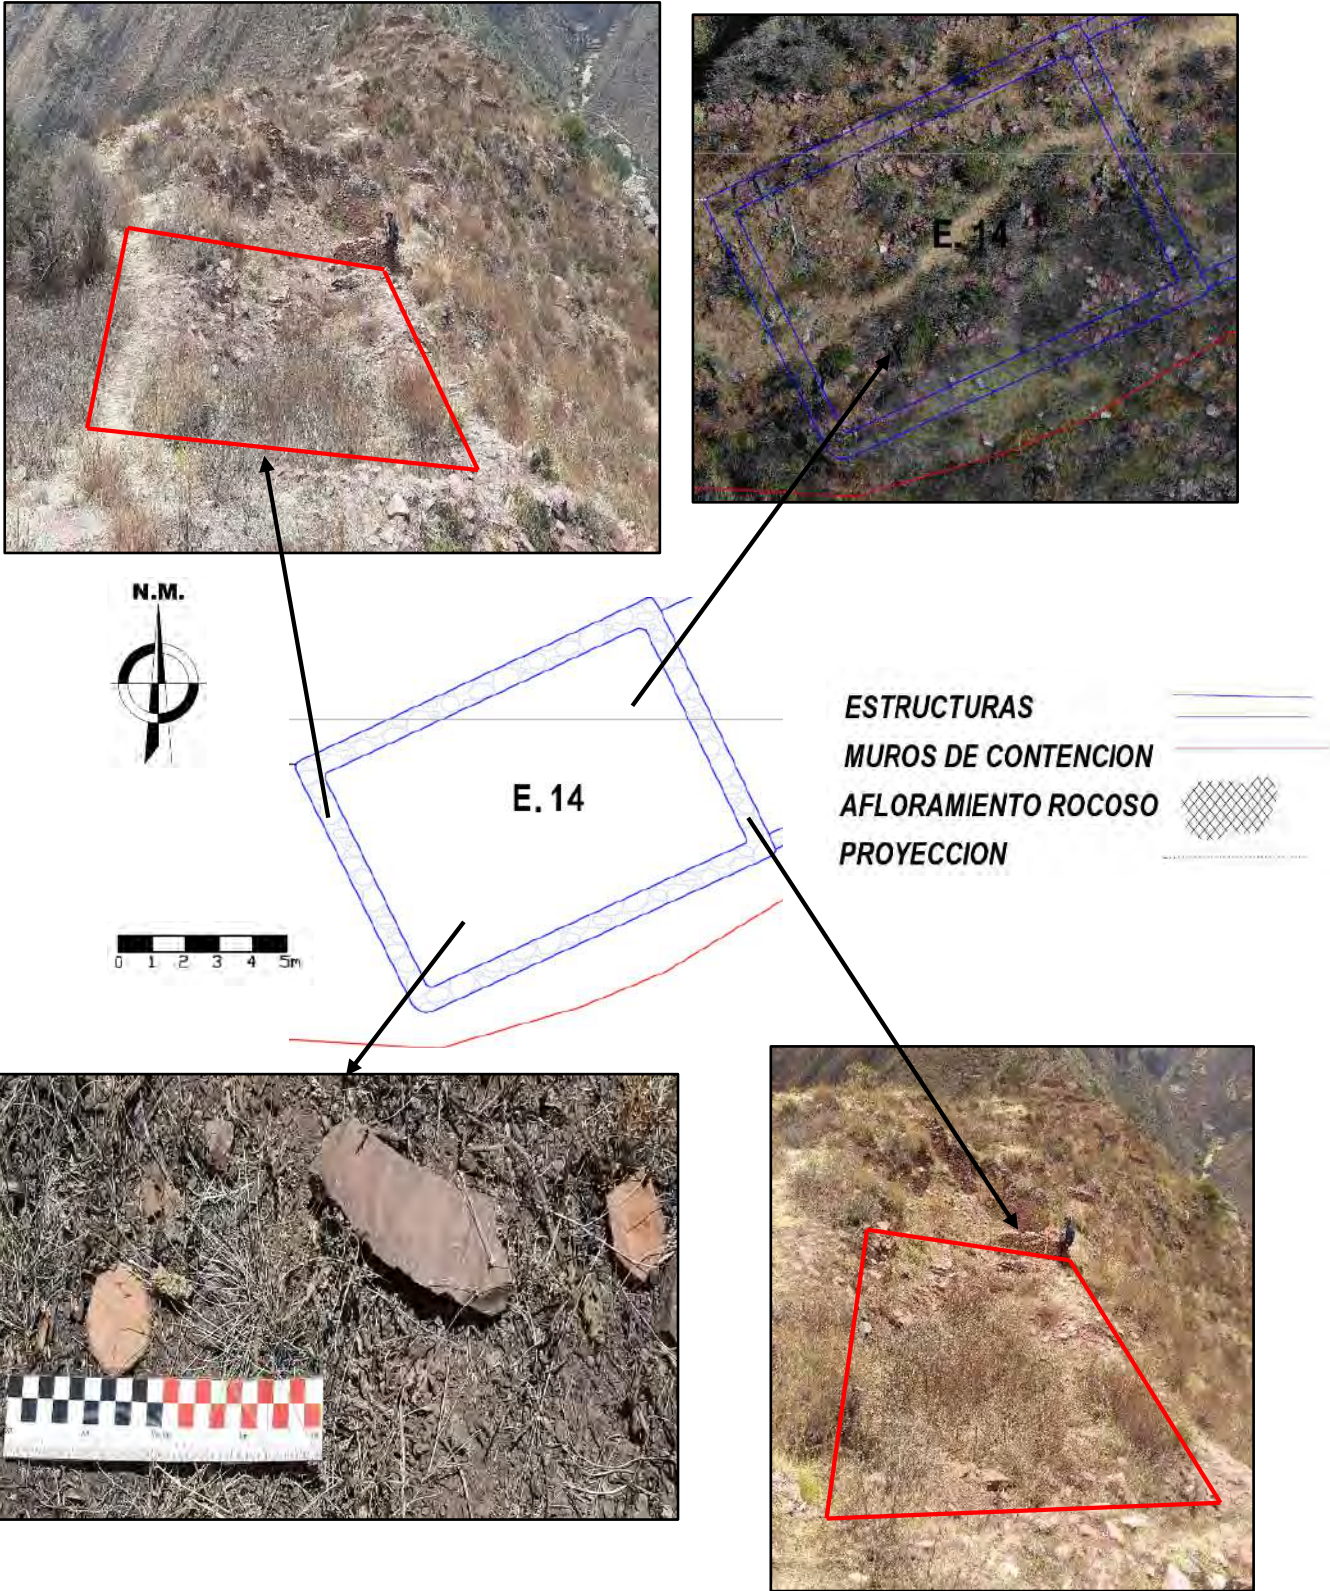 E. 14
N.M.
ESTRUCTURAS
MUROS DE CONTENCION
E. 14
AFLORAMIENTO ROCOSO
PROYECCION
0 1 2 3 4 5m